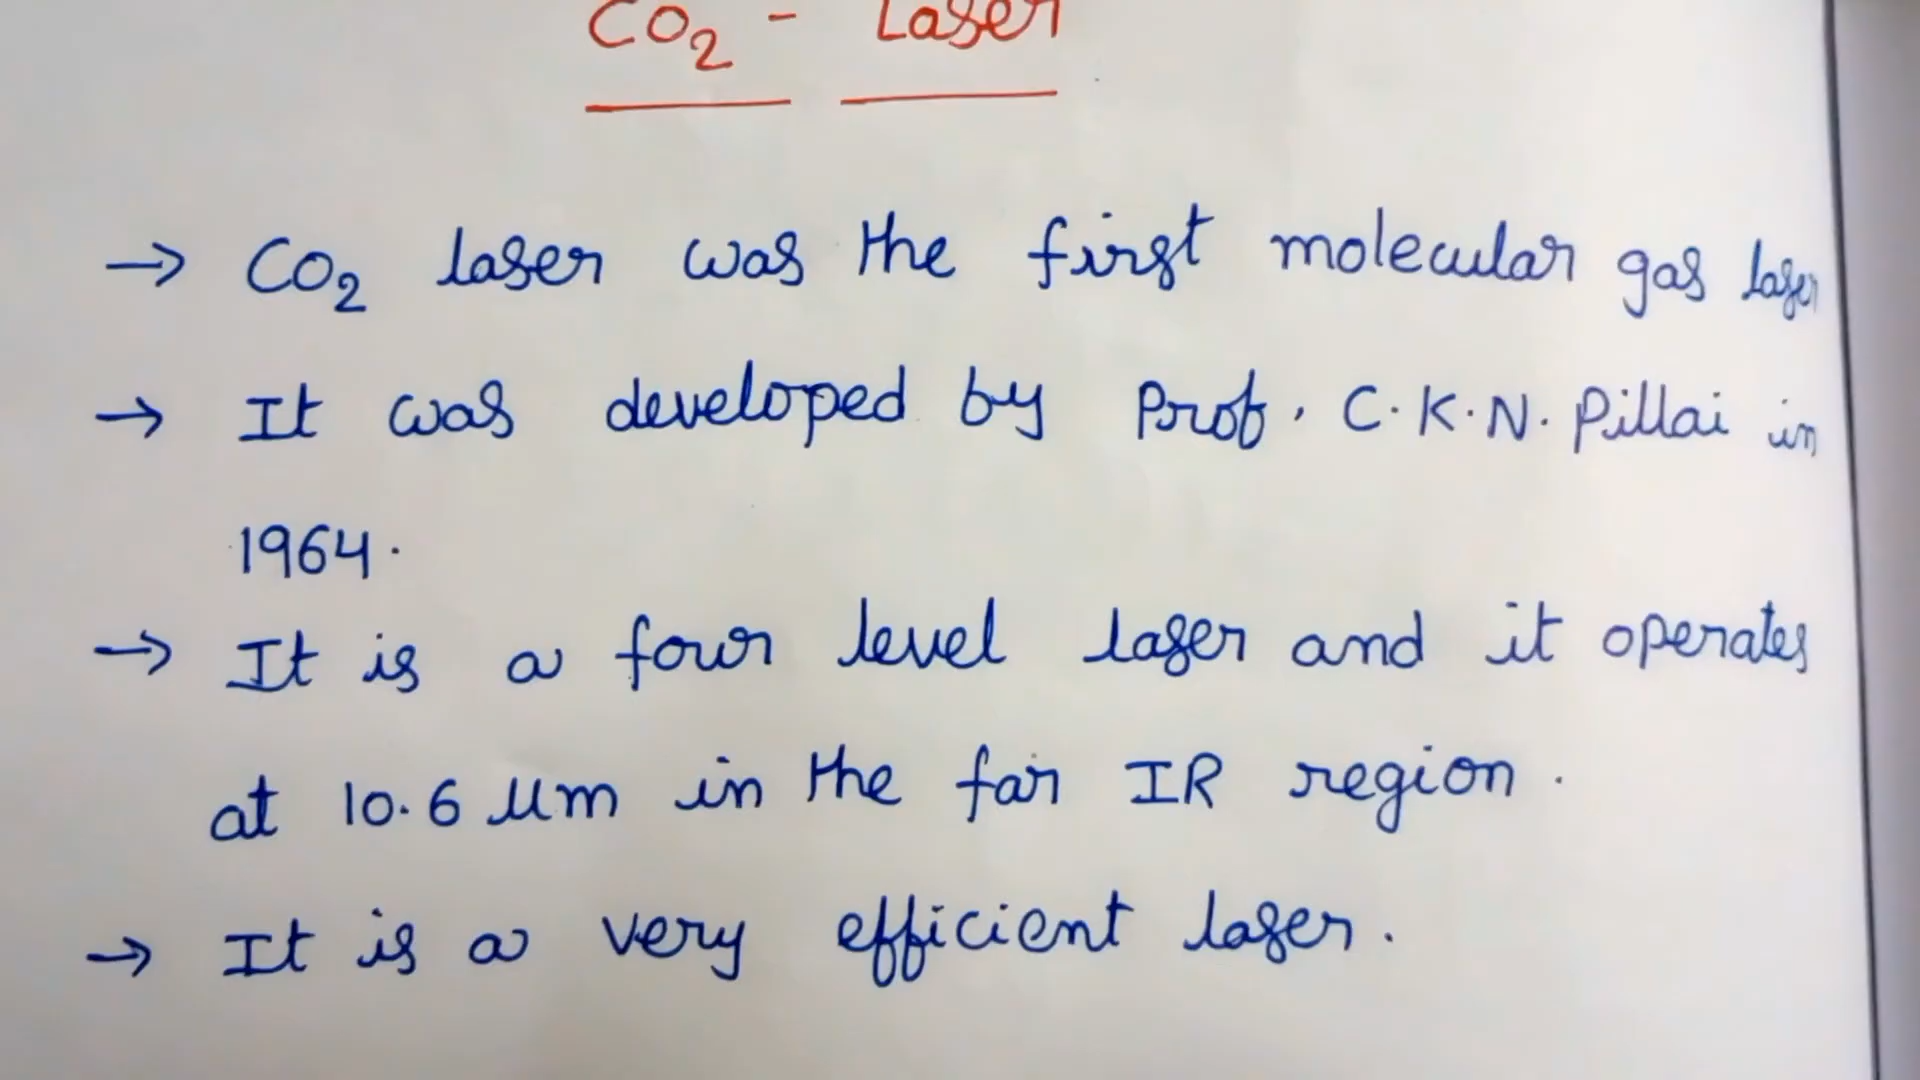 CO₂ - Laser
→ CO₂ laser was the first molecular gas laser
→ It was developed by Prof. C.K.N. Pillai in
1964.
→ It is a four level laser and it operates
at 10.6 μm in the far IR region.
→ It is a very efficient laser.